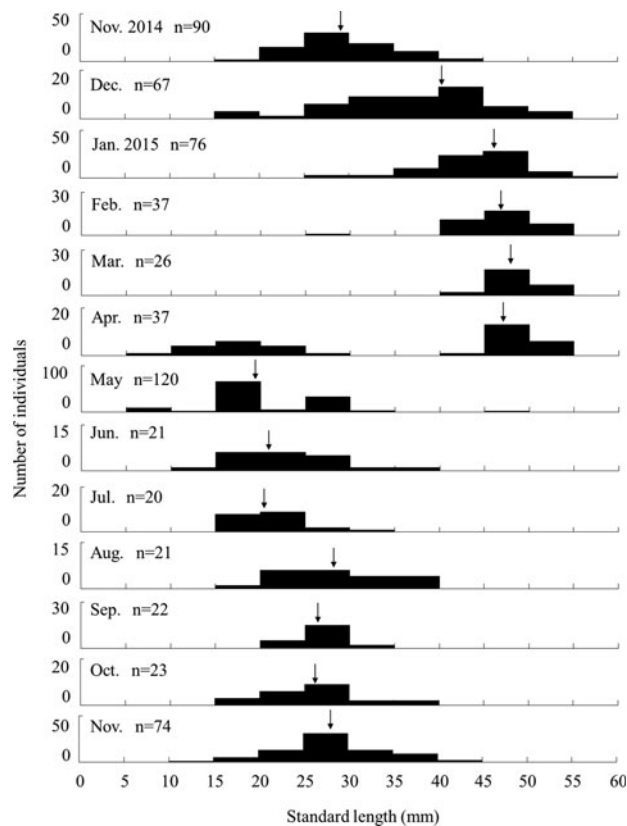 50
0
Nov. 2014 n=90
20
0
Dec. n=67
50
0
Jan. 2015 n=76
30
0
Feb. n=37
30
0
Mar. n=26
20
0
Apr. n=37
100
0
May n=120
15
0
Jun. n=21
20
0
Jul. n=20
15
0
Aug. n=21
30
0
Sep. n=22
20
0
Oct. n=23
50
0
Nov. n=74
0 5 10 15 20 25 30 35 40 45 50 55 60
Standard length (mm)
Number of individuals